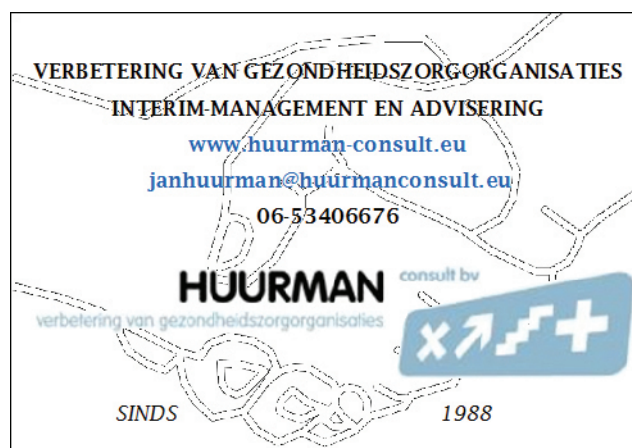 VERBETERING VAN GEZONDHEIDSZORGORGANISATIES
INTERIM-MANAGEMENT EN ADVISERING
www.huurman-consult.eu
janhuurman@huurmanconsult.eu
06-53406676
HUURMAN consult bv
verbetering van gezondheidszorgorganisaties
SINDS 1988